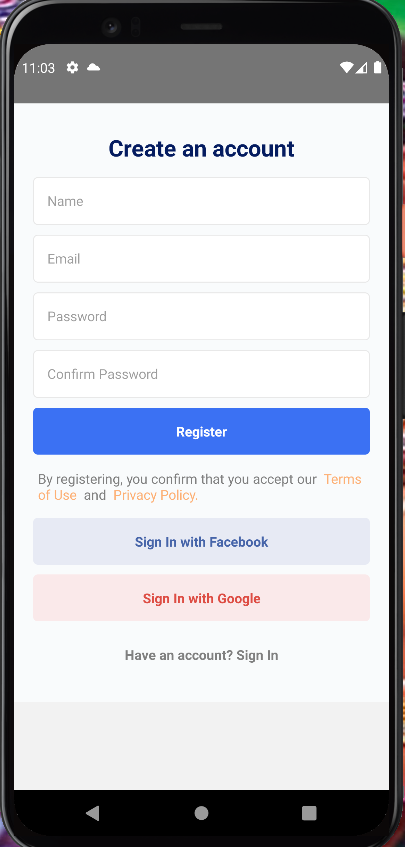 11:03
Create an account
Name
Email
Password
Confirm Password
Register
By registering, you confirm that you accept our Terms
of Use and Privacy Policy.
Sign In with Facebook
Sign In with Google
Have an account? Sign In